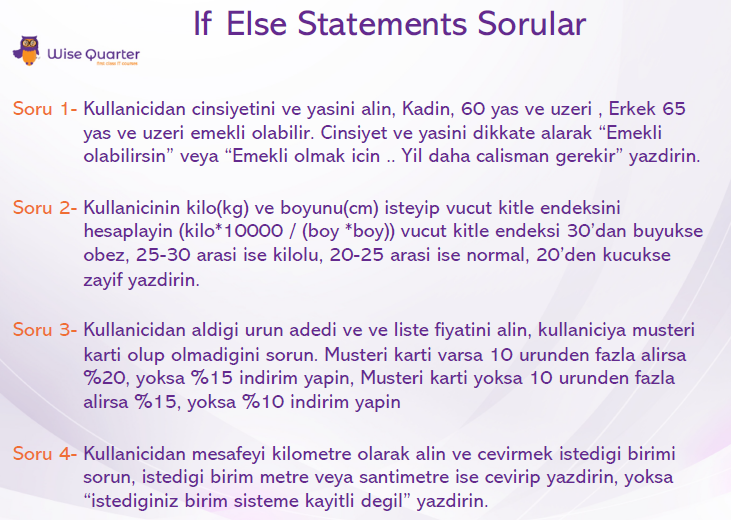 If Else Statements Sorular
Wise Quarter
first class IT courses
Soru 1- Kullanicidan cinsiyetini ve yasini alin, Kadin, 60 yas ve uzeri , Erkek 65
yas ve uzeri emekli olabilir. Cinsiyet ve yasini dikkate alarak “Emekli
olabilirsin” veya “Emekli olmak icin .. Yil daha calisman gerekir” yazdirin.
Soru 2- Kullanicinin kilo(kg) ve boyunu(cm) isteyip vucut kitle endeksini
hesaplayin (kilo*10000 / (boy *boy)) vucut kitle endeksi 30’dan buyukse
obez, 25-30 arasi ise kilolu, 20-25 arasi ise normal, 20’den kucukse
zayif yazdirin.
Soru 3- Kullanicidan aldigi urun adedi ve ve liste fiyatini alin, kullaniciya musteri
karti olup olmadigini sorun. Musteri karti varsa 10 urunden fazla alirsa
%20, yoksa %15 indirim yapin, Musteri karti yoksa 10 urunden fazla
alirsa %15, yoksa %10 indirim yapin
Soru 4- Kullanicidan mesafeyi kilometre olarak alin ve cevirmek istedigi birimi
sorun, istedigi birim metre veya santimetre ise cevirip yazdirin, yoksa
“istediginiz birim sisteme kayitli degil” yazdirin.